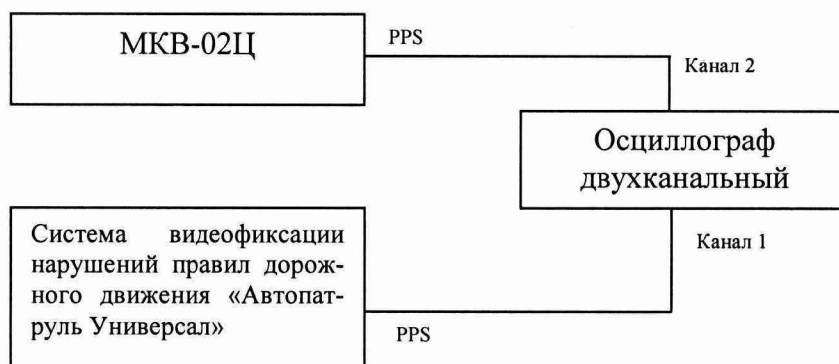 МКВ-02Ц
PPS
Канал 2
Осциллограф
двухканальный
Система видеофиксации
нарушений правил дорож-
ного движения «Автопат-
руль Универсал»
Канал 1
PPS